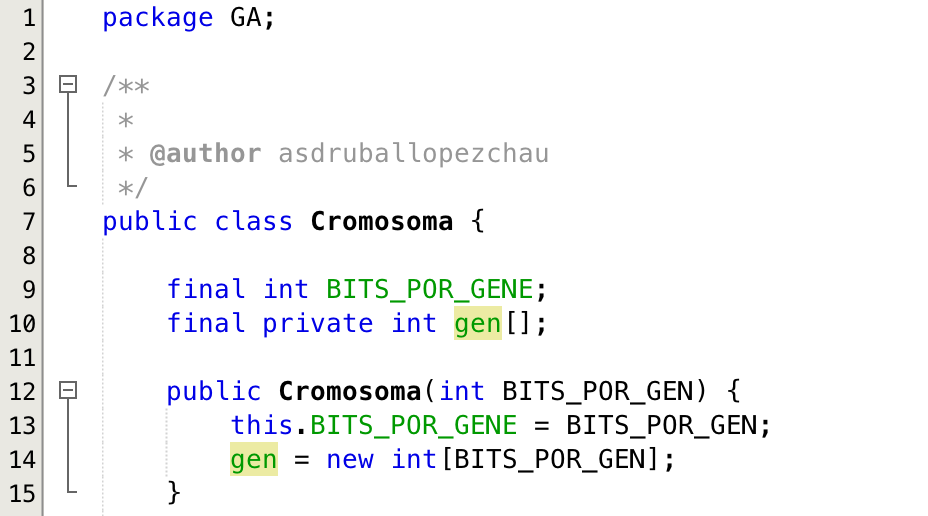 1 package GA;
2
3 /**
4 *
5 * @author asdruballopezchau
6 */
7 public class Cromosoma {
8
9 final int BITS_POR_GENE;
10 final private int gen[];
11
12 public Cromosoma(int BITS_POR_GEN) {
13 this.BITS_POR_GENE = BITS_POR_GEN;
14 gen = new int[BITS_POR_GEN];
15 }